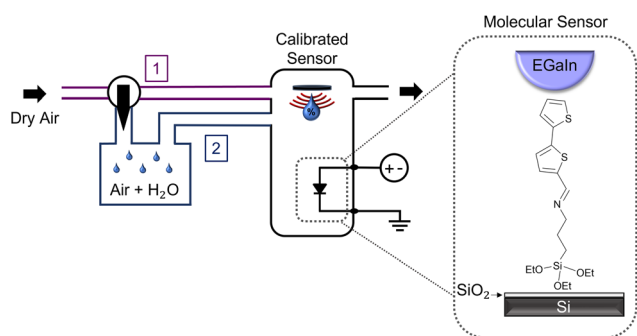 Molecular Sensor
Calibrated
Sensor
1
EGaIn
Dry Air
%
S
2
+ -
S
Air + H₂O
N
Si
EtO
OEt
OEt
SiO₂
Si